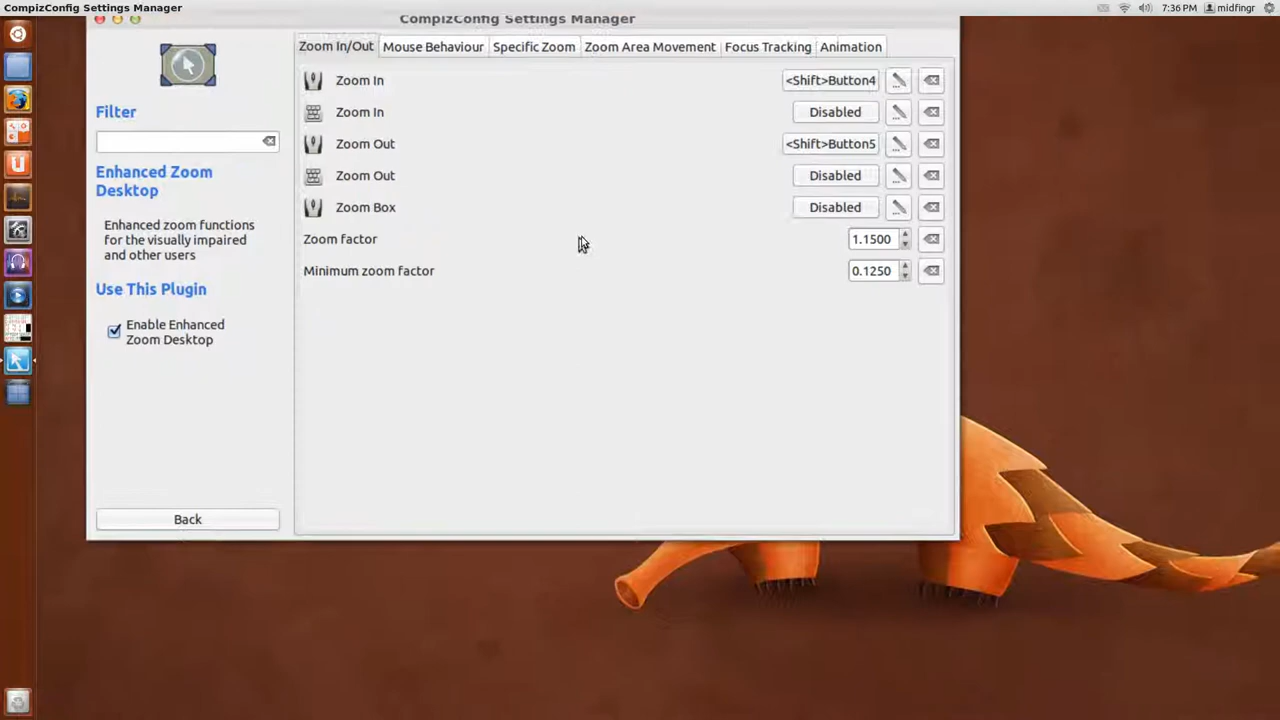 CompizConfig Settings Manager
7:36 PM midfingr
CompizConfig Settings Manager
Zoom In/Out Mouse Behaviour Specific Zoom Zoom Area Movement Focus Tracking Animation
Filter
Enhanced Zoom
Desktop
Enhanced zoom functions
for the visually impaired
and other users
Use This Plugin
Enable Enhanced
Zoom Desktop
Back
Zoom In <Shift>Button4
Zoom In Disabled
Zoom Out <Shift>Button5
Zoom Out Disabled
Zoom Box Disabled
Zoom factor 1.1500
Minimum zoom factor 0.1250